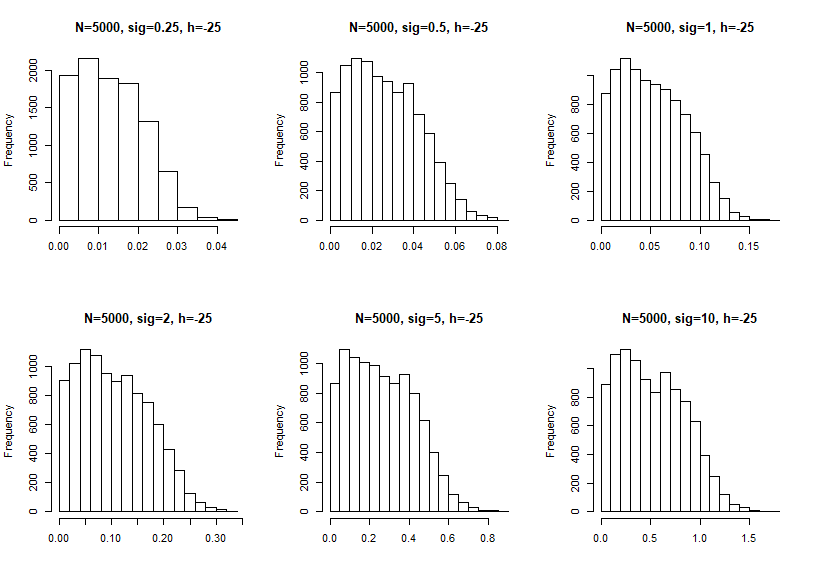 N=5000, sig=0.25, h=-25
Frequency
0 500 1000 1500 2000
0.00 0.01 0.02 0.03 0.04
N=5000, sig=0.5, h=-25
Frequency
0 200 400 600 800 1000
0.00 0.02 0.04 0.06 0.08
N=5000, sig=1, h=-25
Frequency
0 200 400 600 800
0.00 0.05 0.10 0.15
N=5000, sig=2, h=-25
Frequency
0 200 400 600 800 1000
0.00 0.10 0.20 0.30
N=5000, sig=5, h=-25
Frequency
0 200 400 600 800 1000
0.0 0.2 0.4 0.6 0.8
N=5000, sig=10, h=-25
Frequency
0 200 400 600 800
0.0 0.5 1.0 1.5